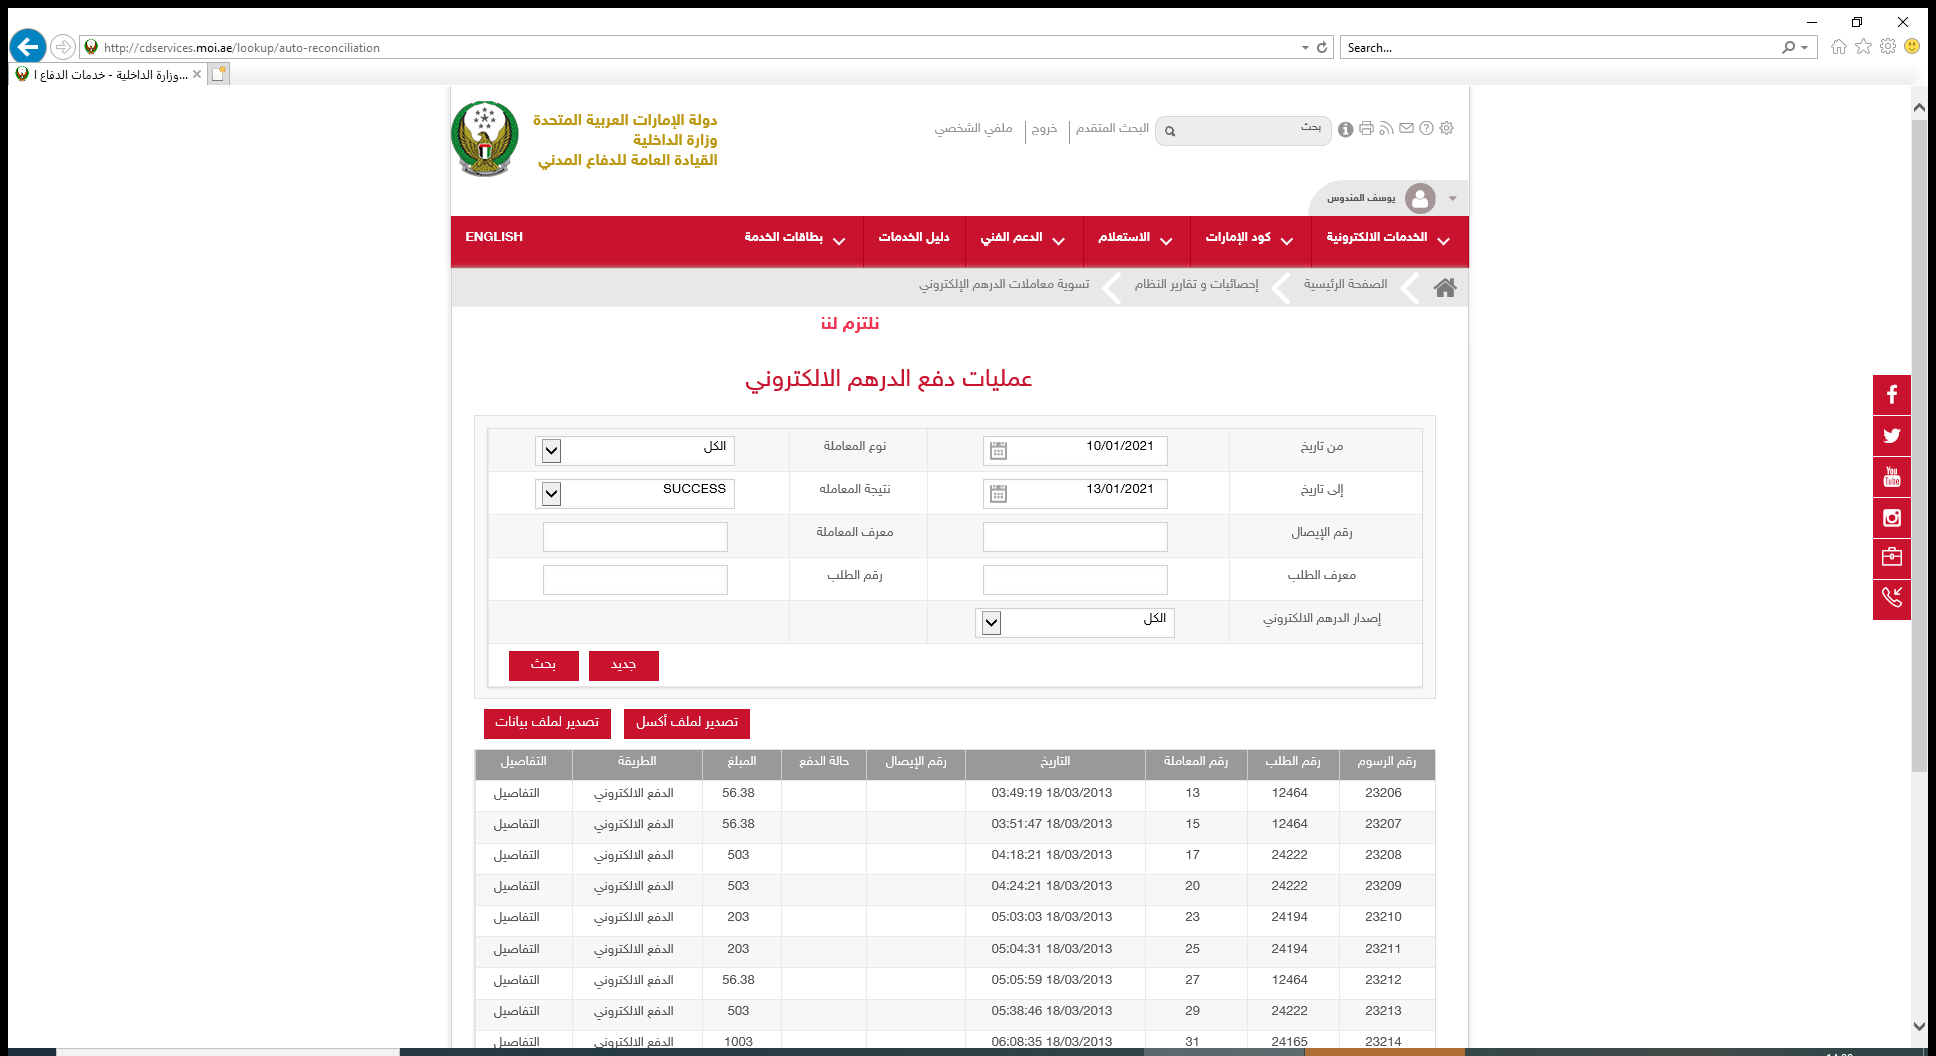 http://cdservices.moi.ae/lookup/auto-reconciliation
Search...
وزارة الداخلية - خدمات الدفاع ا...
دولة الإمارات العربية المتحدة
وزارة الداخلية
القيادة العامة للدفاع المدني
بحث
البحث المتقدم
خروج
ملفي الشخصي
يوسف المندوس
الخدمات الالكترونية كود الإمارات الاستعلام الدعم الفني دليل الخدمات بطاقات الخدمة ENGLISH
الصفحة الرئيسية إحصائيات و تقارير النظام تسوية معاملات الدرهم الإلكتروني
نلتزم لنن
عمليات دفع الدرهم الالكتروني
من تاريخ 10/01/2021 نوع المعاملة الكل
إلى تاريخ 13/01/2021 نتيجة المعامله SUCCESS
رقم الإيصال معرف المعاملة
معرف الطلب رقم الطلب
إصدار الدرهم الالكتروني الكل
جديد بحث
تصدير لملف أكسل تصدير لملف بيانات
رقم الرسوم رقم الطلب رقم المعاملة التاريخ رقم الإيصال حالة الدفع المبلغ الطريقة التفاصيل
23206 12464 13 03:49:19 18/03/2013 56.38 الدفع الالكتروني التفاصيل
23207 12464 15 03:51:47 18/03/2013 56.38 الدفع الالكتروني التفاصيل
23208 24222 17 04:18:21 18/03/2013 503 الدفع الالكتروني التفاصيل
23209 24222 20 04:24:21 18/03/2013 503 الدفع الالكتروني التفاصيل
23210 24194 23 05:03:03 18/03/2013 203 الدفع الالكتروني التفاصيل
23211 24194 25 05:04:31 18/03/2013 203 الدفع الالكتروني التفاصيل
23212 12464 27 05:05:59 18/03/2013 56.38 الدفع الالكتروني التفاصيل
23213 24222 29 05:38:46 18/03/2013 503 الدفع الالكتروني التفاصيل
23214 24165 31 06:08:35 18/03/2013 1003 الدفع الالكتروني التفاصيل
You Tube